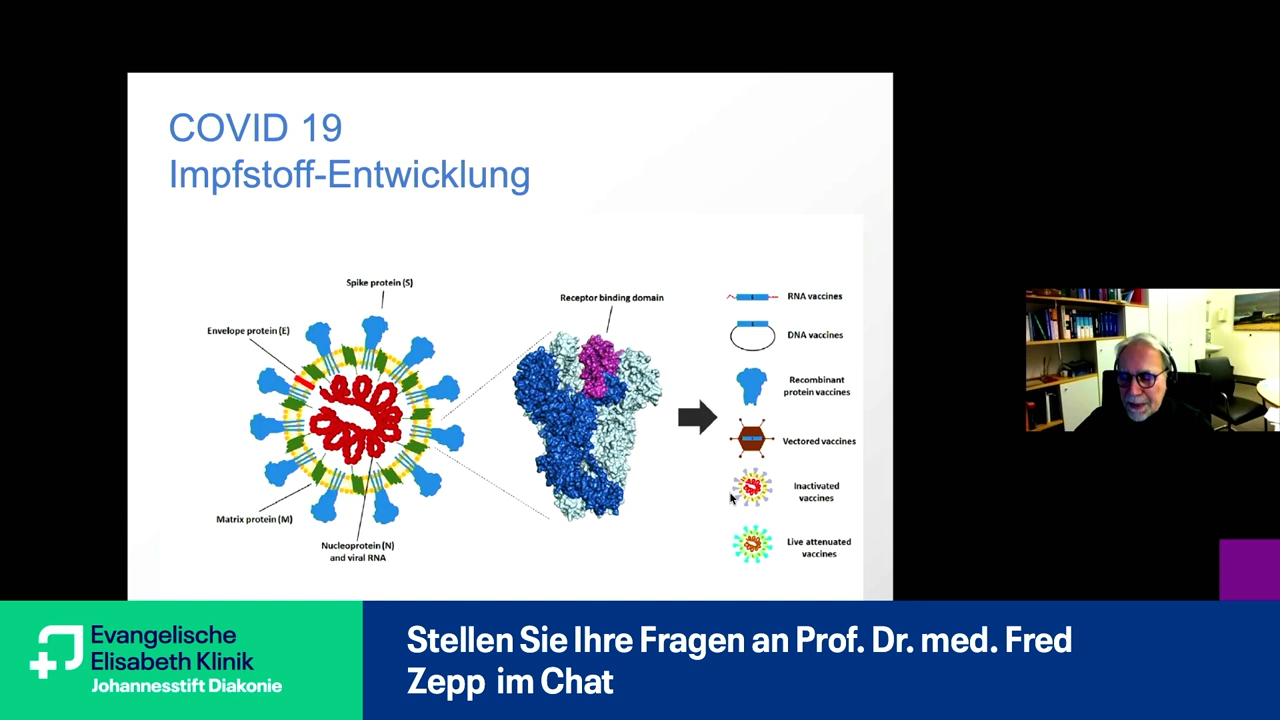 COVID 19
Impfstoff-Entwicklung
Spike protein (S)
Envelope protein (E)
Matrix protein (M)
Nucleoprotein (N)
and viral RNA
Receptor binding domain
RNA vaccines
DNA vaccines
Recombinant
protein vaccines
Vectored vaccines
Inactivated
vaccines
Live attenuated
vaccines
Evangelische
Elisabeth Klinik
Johannesstift Diakonie
Stellen Sie Ihre Fragen an Prof. Dr. med. Fred
Zepp im Chat